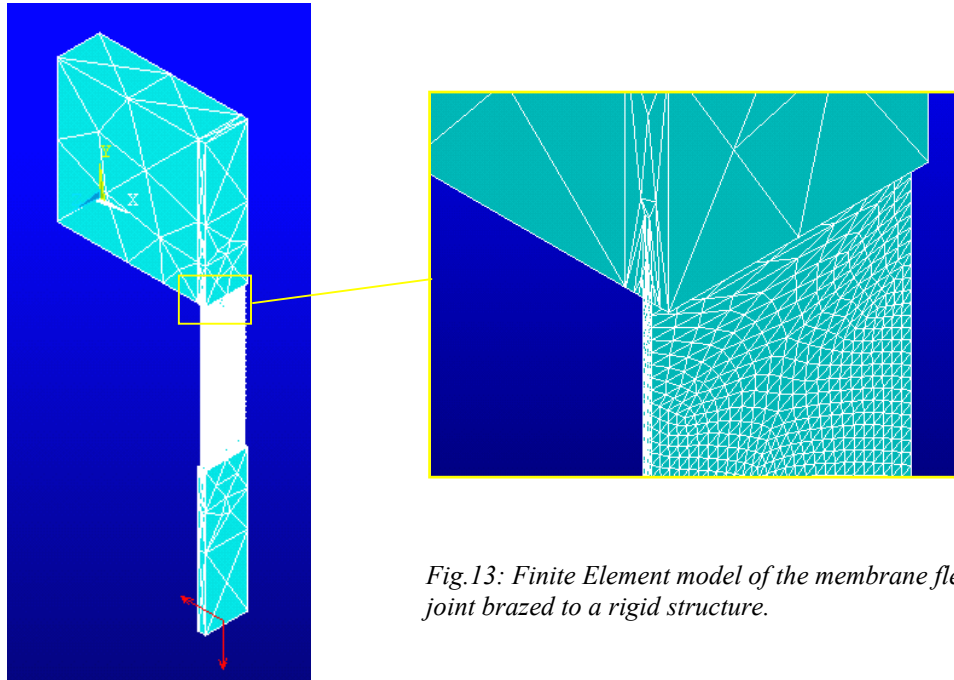 Y
X
Fig.13: Finite Element model of the membrane fle
joint brazed to a rigid structure.